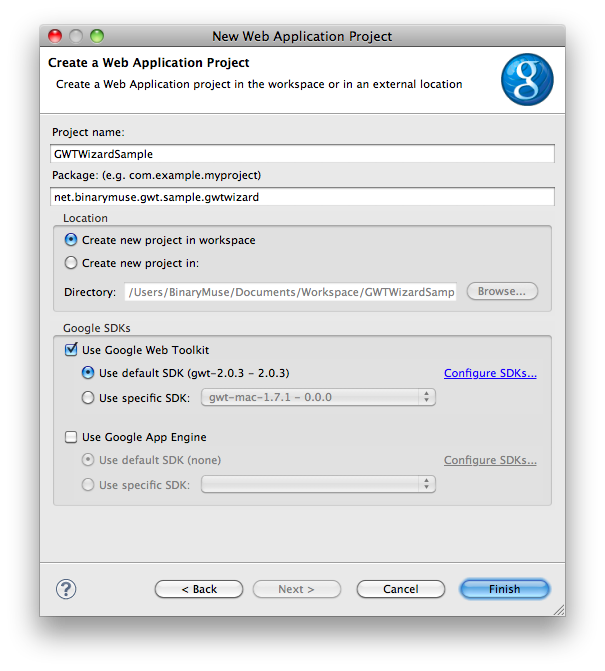 New Web Application Project
Create a Web Application Project
Create a Web Application project in the workspace or in an external location
g
Project name:
GWTWizardSample
Package: (e.g. com.example.myproject)
net.binarymuse.gwt.sample.gwtwizard
Location
Create new project in workspace
Create new project in:
Directory: /Users/BinaryMuse/Documents/Workspace/GWTWizardSamp Browse...
Google SDKs
Use Google Web Toolkit
Use default SDK (gwt-2.0.3 - 2.0.3) Configure SDKs...
Use specific SDK: gwt-mac-1.7.1 - 0.0.0
Use Google App Engine
Use default SDK (none) Configure SDKs...
Use specific SDK:
? < Back Next > Cancel Finish